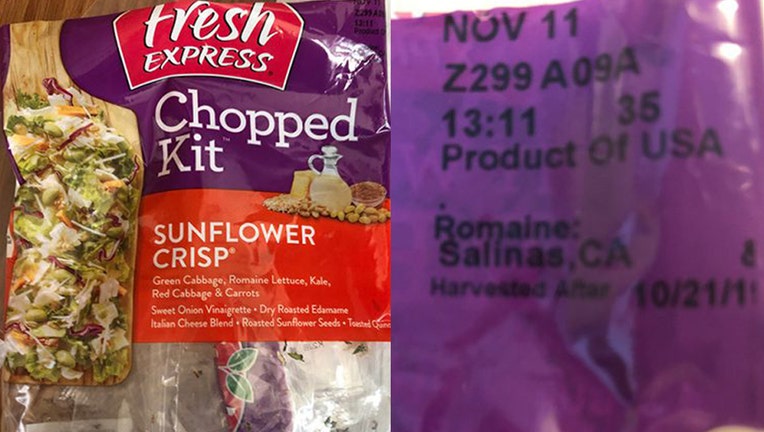 Fresh
EXPRESS
Chopped
Kit™
SUNFLOWER
CRISP®
Green Cabbage, Romaine Lettuce, Kale,
Red Cabbage & Carrots
Sweet Onion Vinaigrette • Dry Roasted Edamame
Italian Cheese Blend • Roasted Sunflower Seeds • Toasted
NOV 11
Z299 A09A
13:11 35
Product Of USA
Romaine:
Salinas,CA
Harvested After 10/21/1